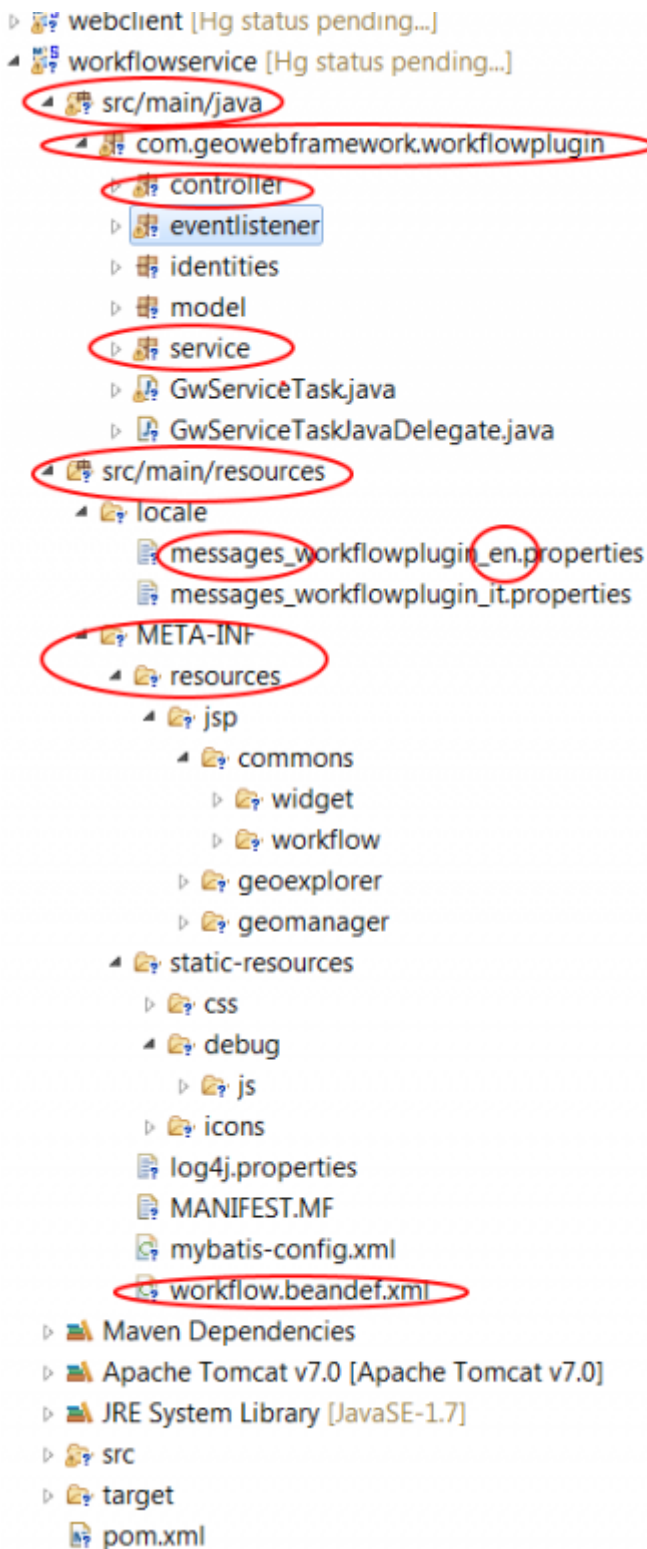 webclient [Hg status pending...]
workflowservice [Hg status pending...]
src/main/java
com.geowebframework.workflowplugin
controller
eventlistener
identities
model
service
GwServiceTask.java
GwServiceTaskJavaDelegate.java
src/main/resources
locale
messages_workflowplugin_en.properties
messages_workflowplugin_it.properties
META-INF
resources
jsp
commons
widget
workflow
geoexplorer
geomanager
static-resources
css
debug
js
icons
log4j.properties
MANIFEST.MF
mybatis-config.xml
workflow.beandef.xml
Maven Dependencies
Apache Tomcat v7.0 [Apache Tomcat v7.0]
JRE System Library [JavaSE-1.7]
src
target
pom.xml